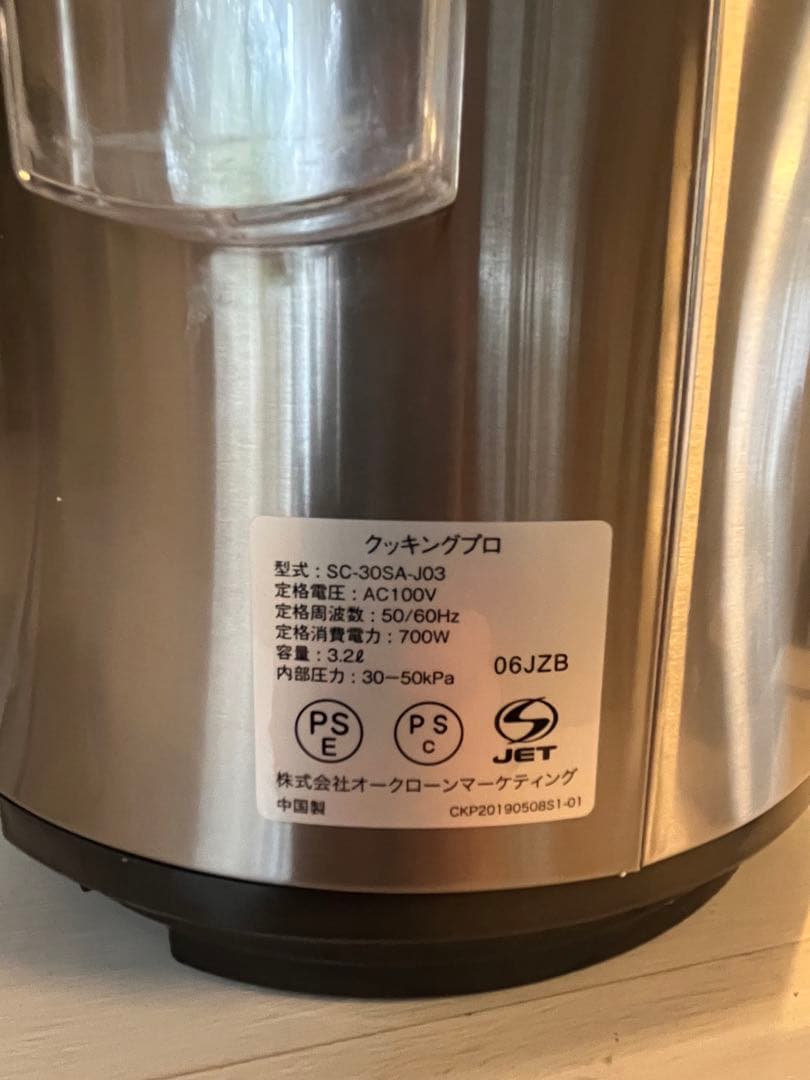 クッキングプロ
型式：SC-30SA-J03
定格電圧：AC100V
定格周波数：50/60Hz
定格消費電力：700W
容量：3.2ℓ
内部圧力：30－50kPa
06JZB
PS
E
PS
C
S
JET
株式会社オークローンマーケティング
中国製
CKP20190508S1-01